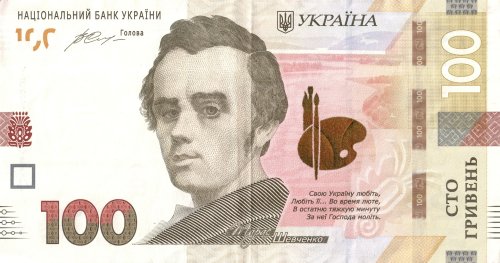 НАЦІОНАЛЬНИЙ БАНК УКРАЇНИ
Голова
УКРАЇНА
100
Свою Україну любіть,
Любіть її... Во время люте,
В остатню тяжкую минуту
За неї Господа моліть.
Шевченко
100
СТО
ГРИВЕНЬ